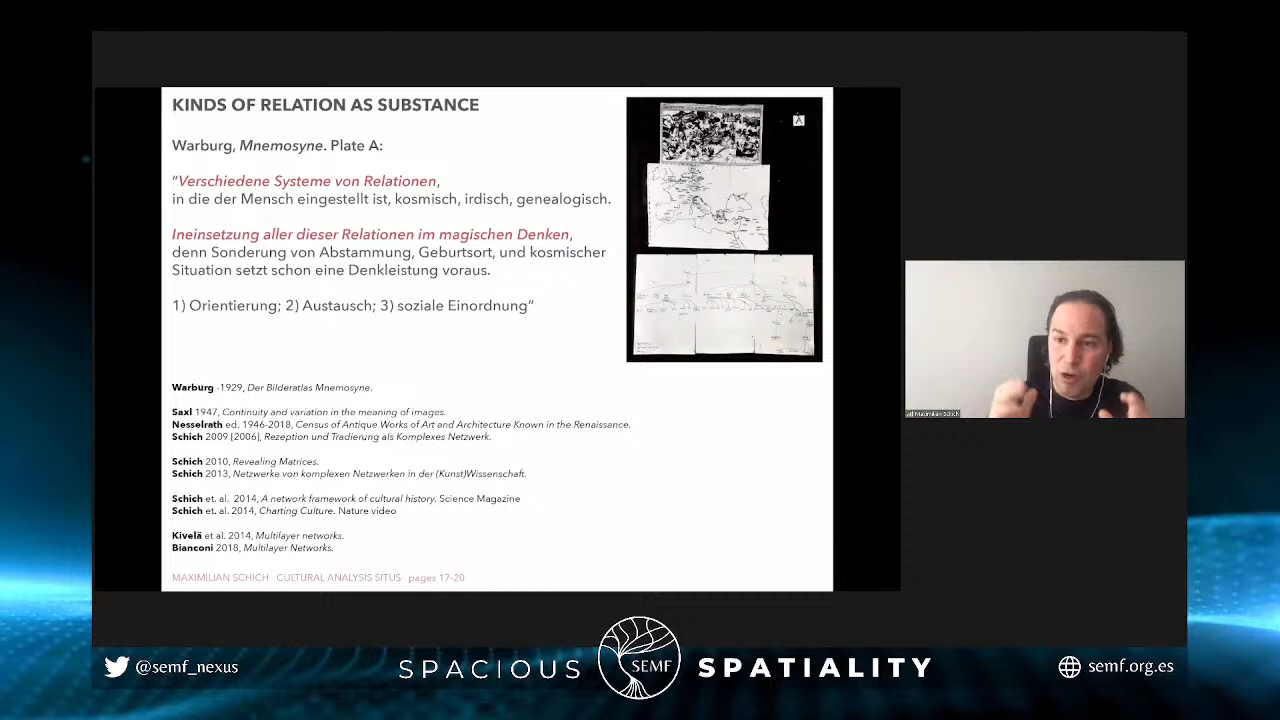 KINDS OF RELATION AS SUBSTANCE
Warburg, Mnemosyne. Plate A:
“Verschiedene Systeme von Relationen,
in die der Mensch eingestellt ist, kosmisch, irdisch, genealogisch.
Ineinsetzung aller dieser Relationen im magischen Denken,
denn Sonderung von Abstammung, Geburtsort, und kosmischer
Situation setzt schon eine Denkleistung voraus.
1) Orientierung; 2) Austausch; 3) soziale Einordnung“
A
Warburg -1929, Der Bilderatlas Mnemosyne.
Saxl 1947, Continuity and variation in the meaning of images.
Nesselrath ed. 1946-2018, Census of Antique Works of Art and Architecture Known in the Renaissance.
Schich 2009 [2006], Rezeption und Tradierung als Komplexes Netzwerk.
Schich 2010, Revealing Matrices.
Schich 2013, Netzwerke von komplexen Netzwerken in der (Kunst)Wissenschaft.
Schich et. al. 2014, A network framework of cultural history. Science Magazine
Schich et. al. 2014, Charting Culture. Nature video
Kivelä et al. 2014, Multilayer networks.
Bianconi 2018, Multilayer Networks.
MAXIMILIAN SCHICH CULTURAL ANALYSIS SITUS pages 17-20
Maximilian Schich
@semf_nexus
SPACIOUS
SEMF
SPATIALITY
semf.org.es